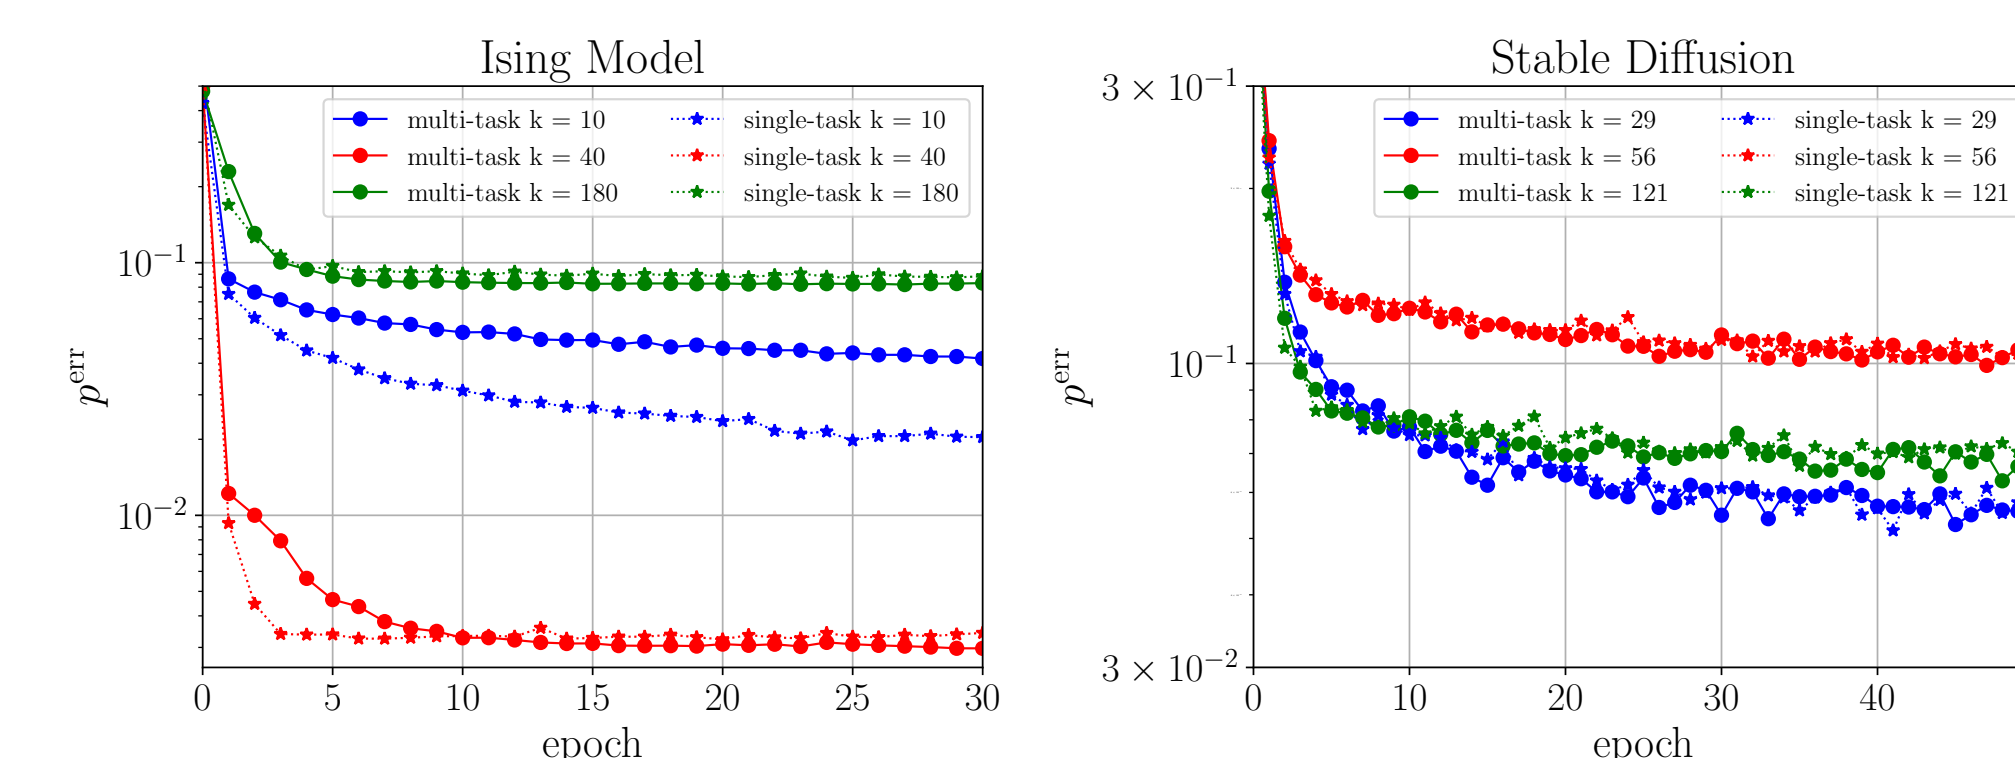 Ising Model
multi-task k = 10
multi-task k = 40
multi-task k = 180
single-task k = 10
single-task k = 40
single-task k = 180
10⁻¹
10⁻²
pᵉʳʳ
0 5 10 15 20 25 30
epoch
Stable Diffusion
multi-task k = 29
multi-task k = 56
multi-task k = 121
single-task k = 29
single-task k = 56
single-task k = 121
3 × 10⁻¹
10⁻¹
3 × 10⁻²
pᵉʳʳ
0 10 20 30 40
epoch